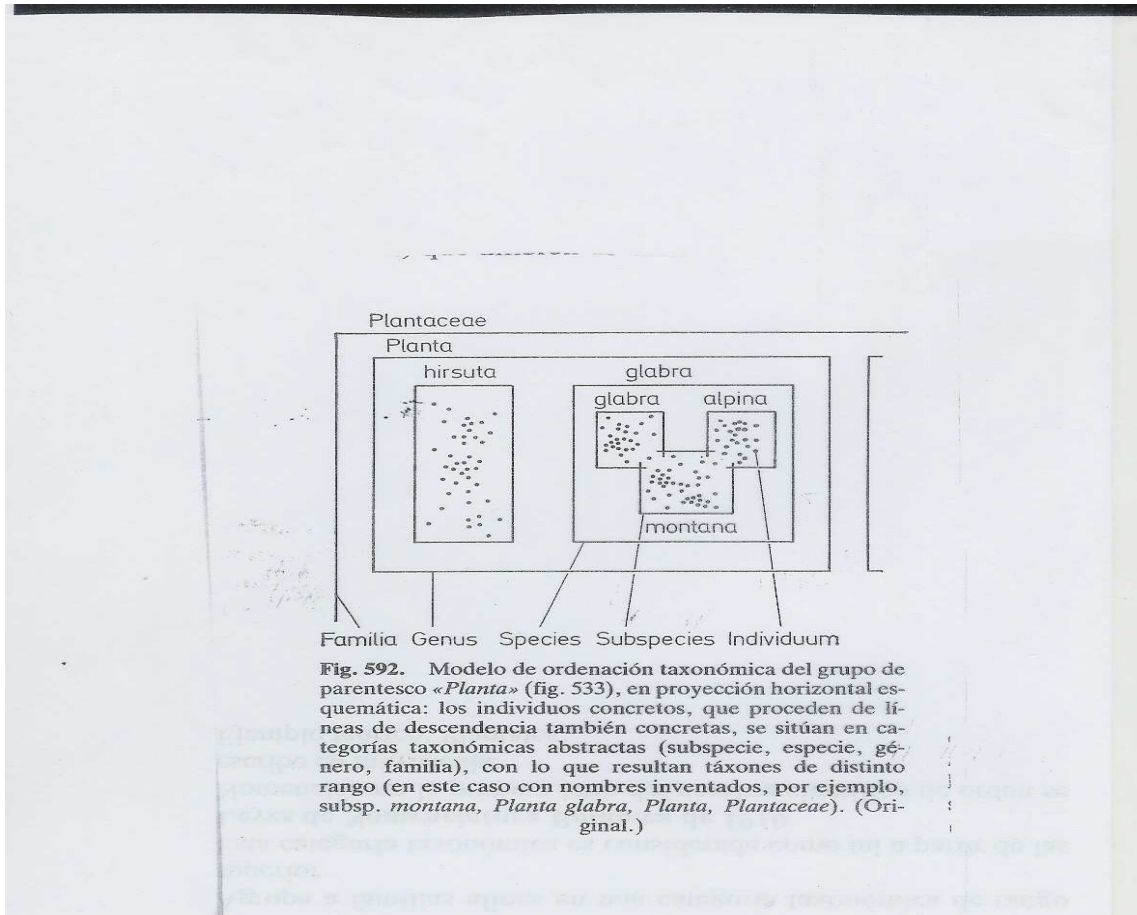 Plantaceae
Planta
hirsuta glabra
glabra alpina
montana
Familia Genus Species Subspecies Individuum
Fig. 592. Modelo de ordenación taxonómica del grupo de
parentesco «Planta» (fig. 533), en proyección horizontal es-
quemática: los individuos concretos, que proceden de lí-
neas de descendencia también concretas, se sitúan en ca-
tegorías taxonómicas abstractas (subspecie, especie, gé-
nero, familia), con lo que resultan táxones de distinto
rango (en este caso con nombres inventados, por ejemplo,
subsp. montana, Planta glabra, Planta, Plantaceae). (Ori-
ginal.)